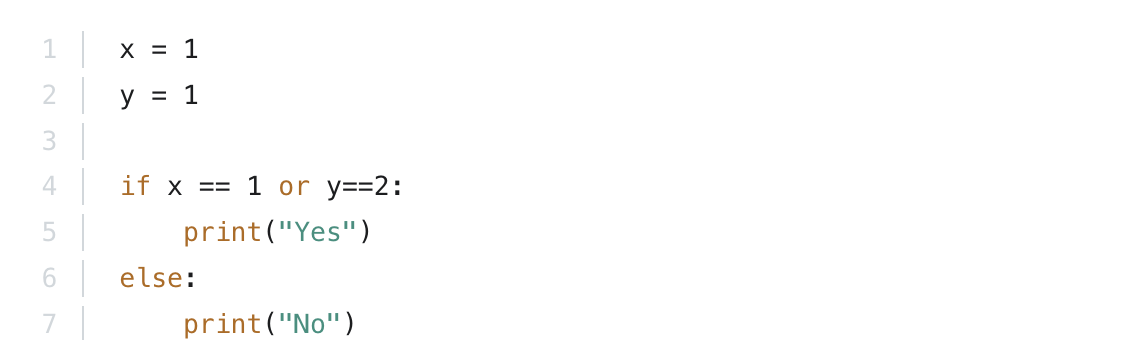 1 x = 1
2 y = 1
3
4 if x == 1 or y==2:
5     print("Yes")
6 else:
7     print("No")